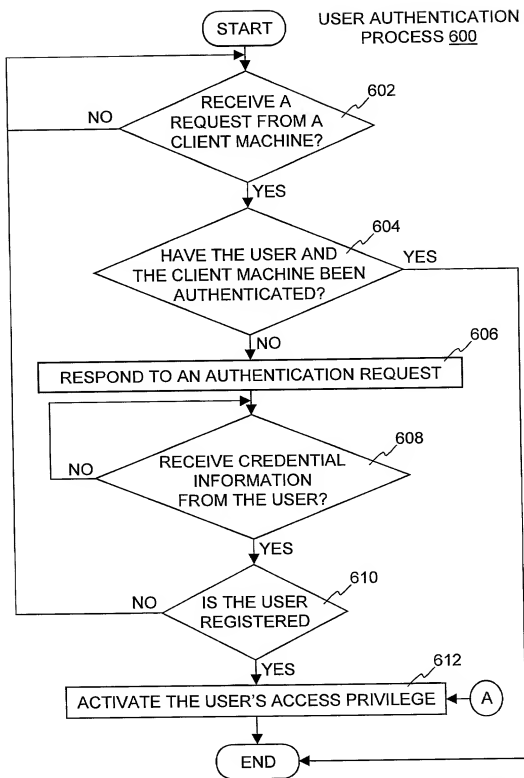 USER AUTHENTICATION
PROCESS 600
START
602
RECEIVE A
REQUEST FROM A
CLIENT MACHINE?
NO
YES
604
HAVE THE USER AND
THE CLIENT MACHINE BEEN
AUTHENTICATED?
YES
NO
606
RESPOND TO AN AUTHENTICATION REQUEST
608
RECEIVE CREDENTIAL
INFORMATION
FROM THE USER?
NO
YES
610
IS THE USER
REGISTERED
NO
YES
612
ACTIVATE THE USER'S ACCESS PRIVILEGE
A
END